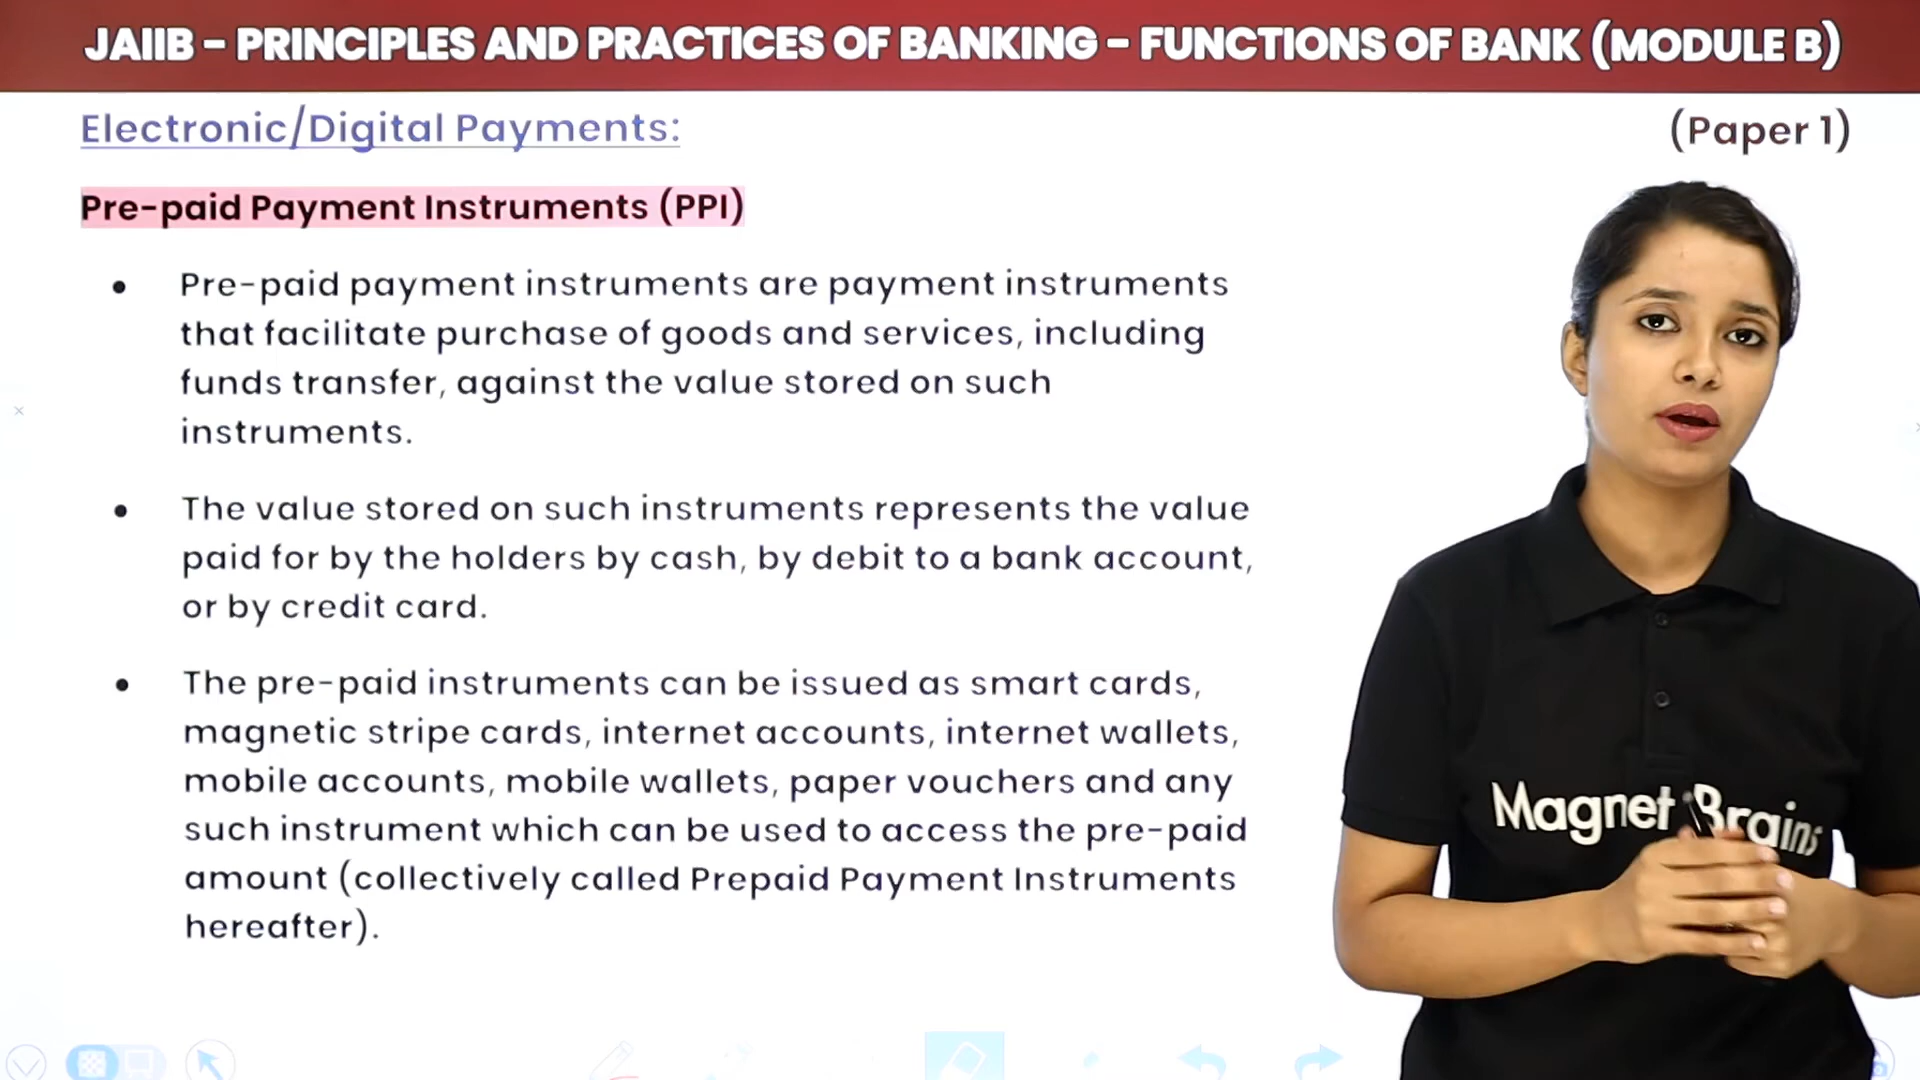 JAIIB – PRINCIPLES AND PRACTICES OF BANKING – FUNCTIONS OF BANK (MODULE B)
Electronic/Digital Payments:
(Paper 1)
Pre-paid Payment Instruments (PPI)
• Pre-paid payment instruments are payment instruments
that facilitate purchase of goods and services, including
funds transfer, against the value stored on such
instruments.
• The value stored on such instruments represents the value
paid for by the holders by cash, by debit to a bank account,
or by credit card.
• The pre-paid instruments can be issued as smart cards,
magnetic stripe cards, internet accounts, internet wallets,
mobile accounts, mobile wallets, paper vouchers and any
such instrument which can be used to access the pre-paid
amount (collectively called Prepaid Payment Instruments
hereafter).
Magnet Brains